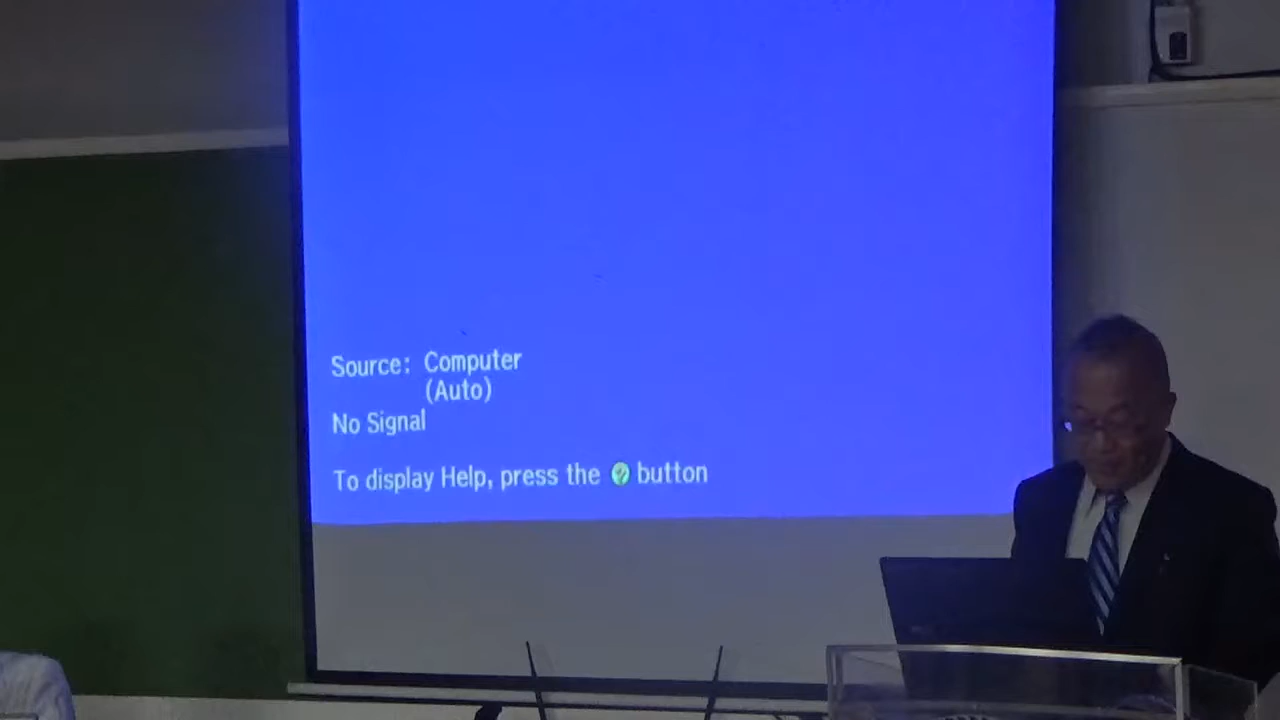 Source: Computer
(Auto)
No Signal
To display Help, press the ? button